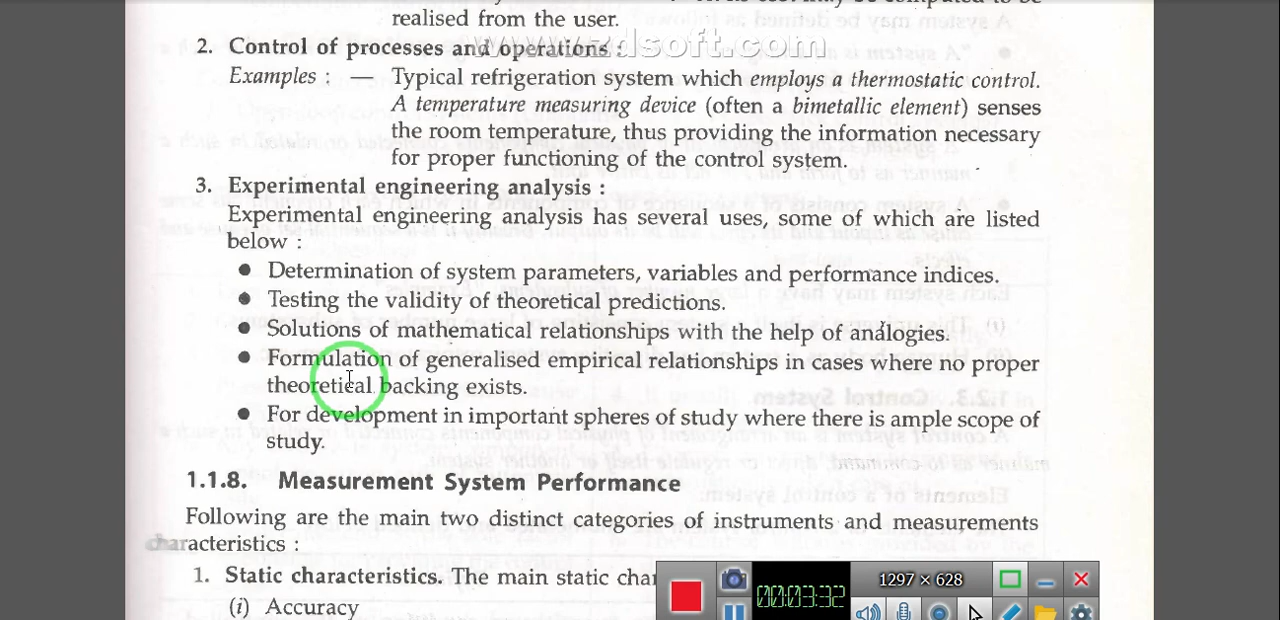 realised from the user.
www.zdsoft.com
2. Control of processes and operations :
Examples : — Typical refrigeration system which employs a thermostatic control.
A temperature measuring device (often a bimetallic element) senses
the room temperature, thus providing the information necessary
for proper functioning of the control system.
3. Experimental engineering analysis :
Experimental engineering analysis has several uses, some of which are listed
below :
● Determination of system parameters, variables and performance indices.
● Testing the validity of theoretical predictions.
● Solutions of mathematical relationships with the help of analogies.
● Formulation of generalised empirical relationships in cases where no proper
theoretical backing exists.
● For development in important spheres of study where there is ample scope of
study.
1.1.8. Measurement System Performance
Following are the main two distinct categories of instruments and measurements
characteristics :
1. Static characteristics. The main static cha
(i) Accuracy
00:03:32
1297 × 628